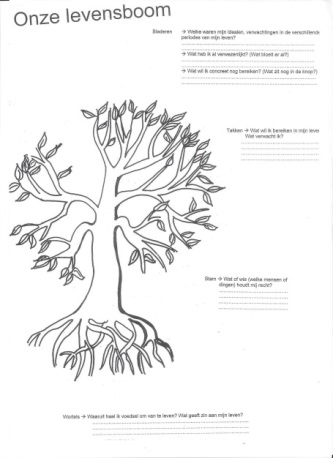 Onze levensboom
Bladeren → Welke waren mijn idealen, verwachtingen in de verschillende
periodes van mijn leven?
→ Wat heb ik al verwezenlijkt? (Wat bloeit er al?)
→ Wat wil ik concreet nog bereiken? (Wat zit nog in de knop?)
Takken → Wat wil ik bereiken in mijn leve
Wat verwacht ik?
Stam → Wat of wie (welke mensen of
dingen) houdt mij recht?
Wortels → Waaruit haal ik voedsel om van te leven? Wat geeft zin aan mijn leven?